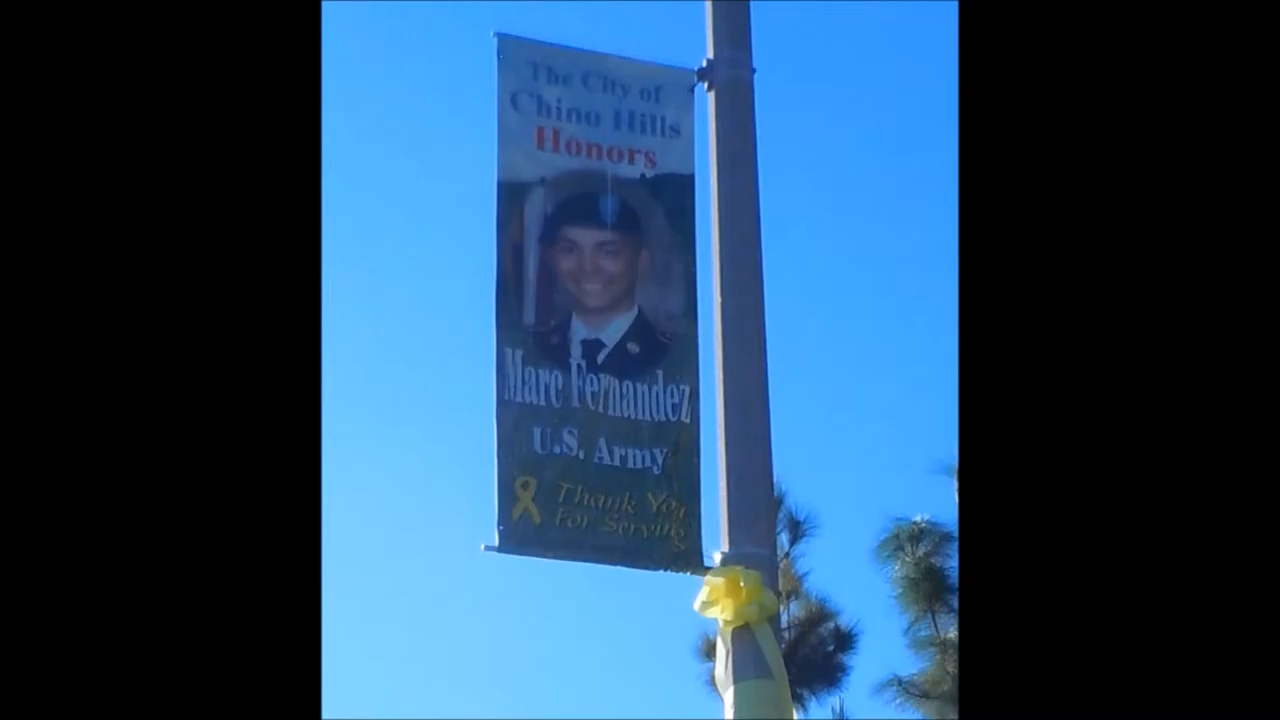 The City of
Chino Hills
Honors
Marc Fernandez
U.S. Army
Thank You
For Serving